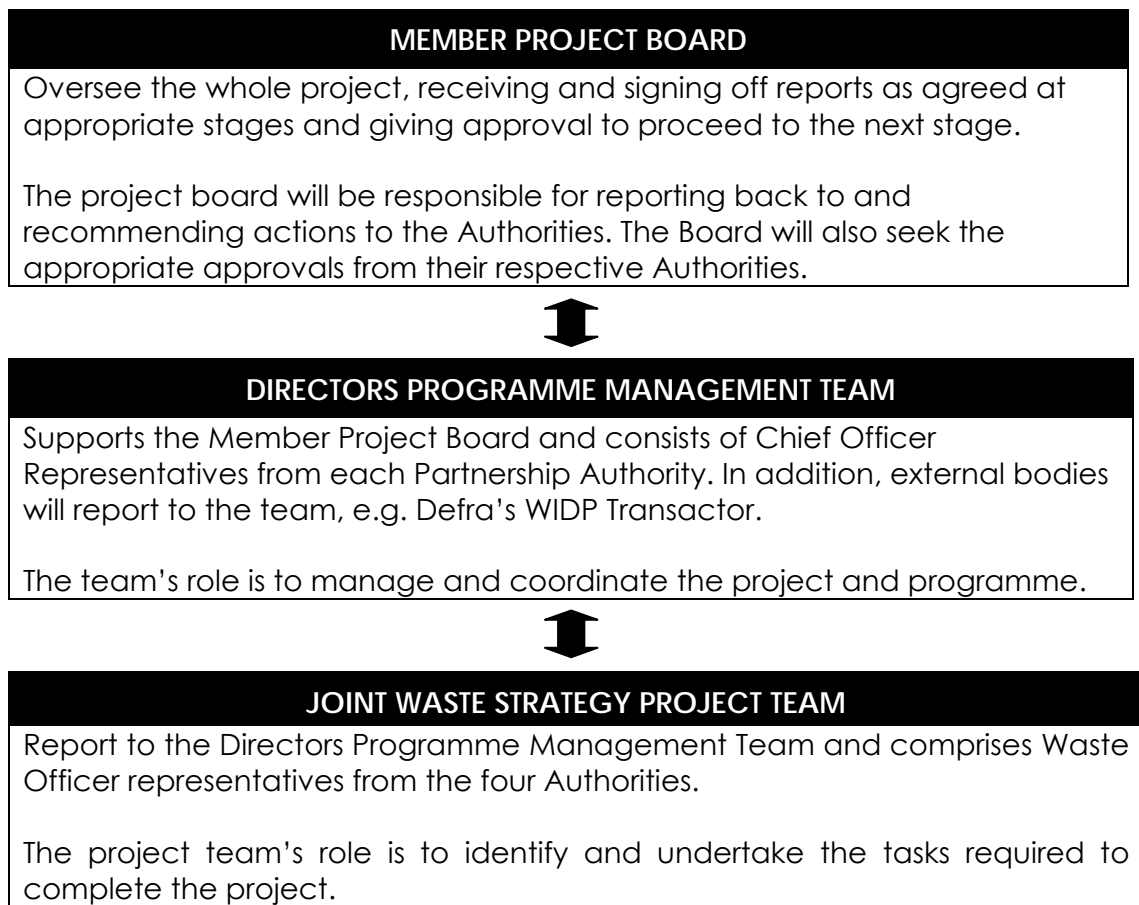 MEMBER PROJECT BOARD
Oversee the whole project, receiving and signing off reports as agreed at
appropriate stages and giving approval to proceed to the next stage.
The project board will be responsible for reporting back to and
recommending actions to the Authorities. The Board will also seek the
appropriate approvals from their respective Authorities.
DIRECTORS PROGRAMME MANAGEMENT TEAM
Supports the Member Project Board and consists of Chief Officer
Representatives from each Partnership Authority. In addition, external bodies
will report to the team, e.g. Defra’s WIDP Transactor.
The team’s role is to manage and coordinate the project and programme.
JOINT WASTE STRATEGY PROJECT TEAM
Report to the Directors Programme Management Team and comprises Waste
Officer representatives from the four Authorities.
The project team’s role is to identify and undertake the tasks required to
complete the project.